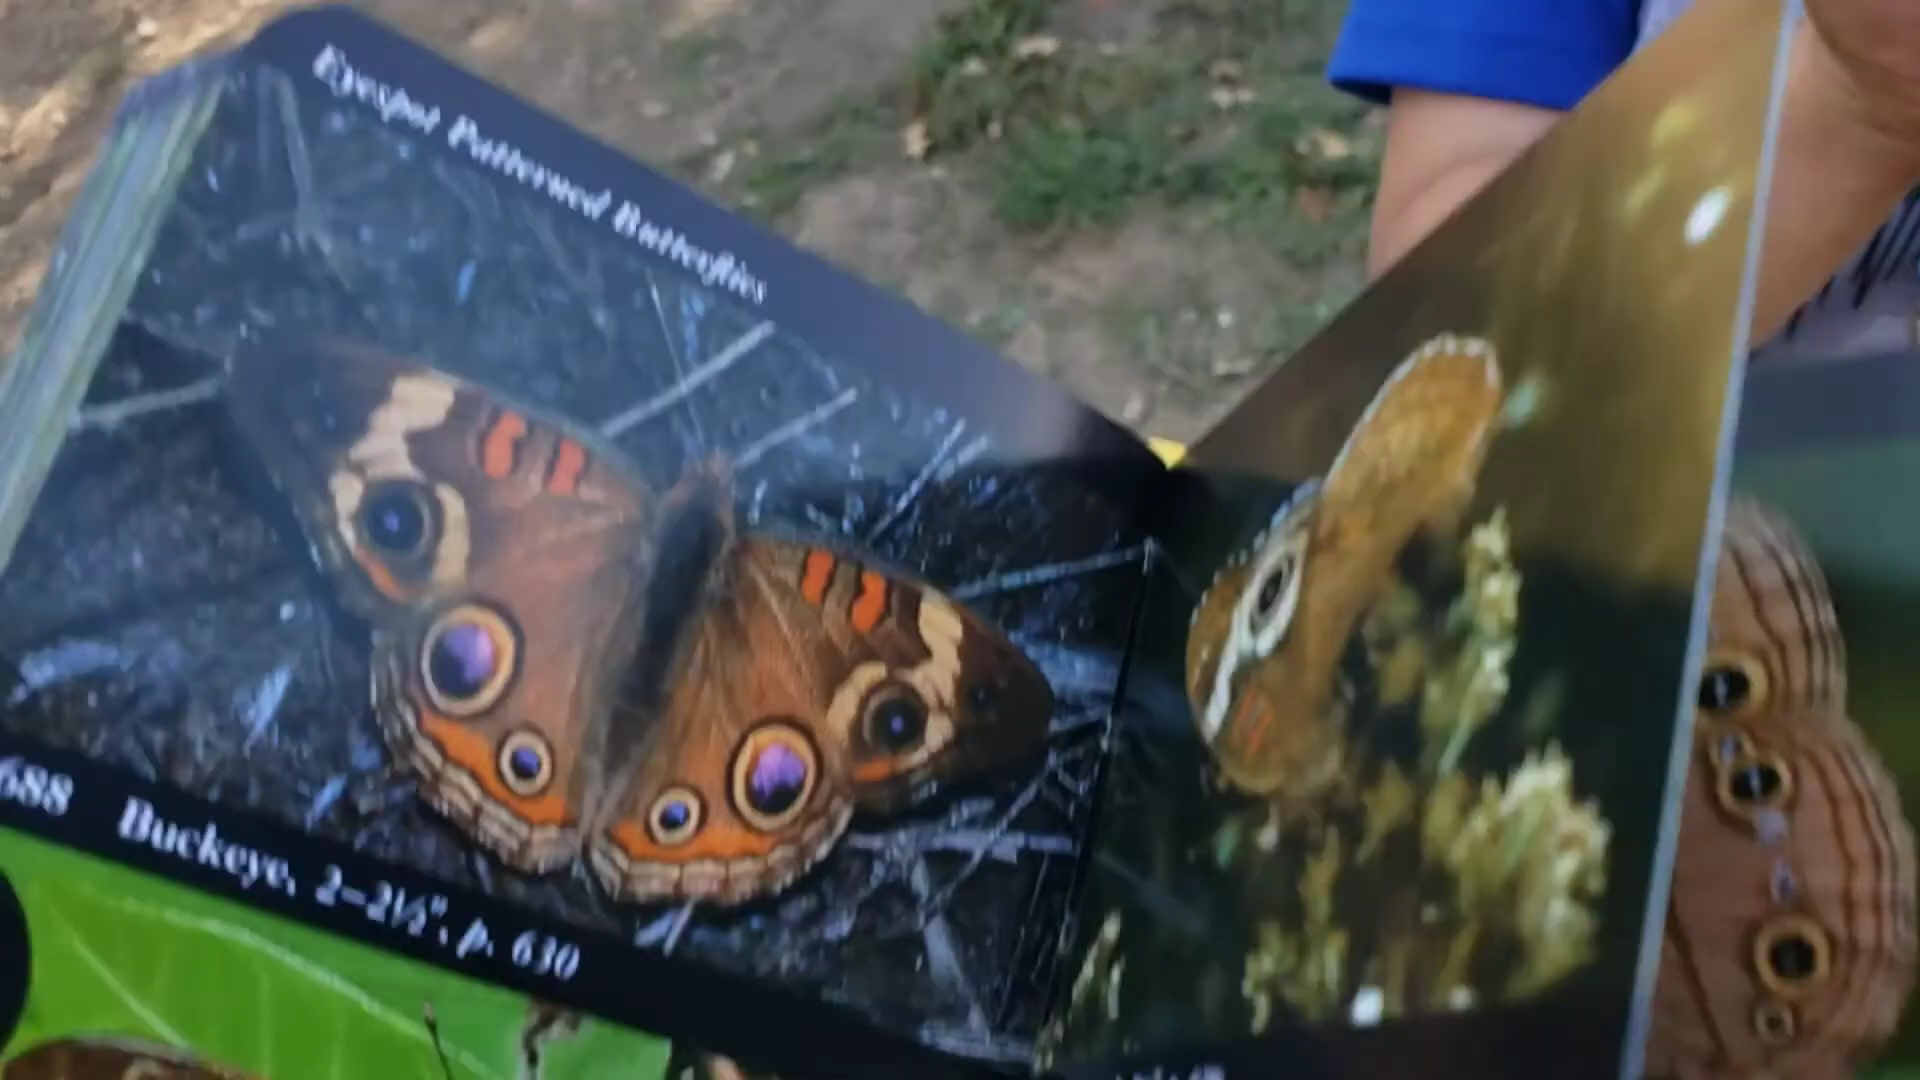 Eyespot Patterned Butterflies
688 Buckeye, 2–2½", p. 630